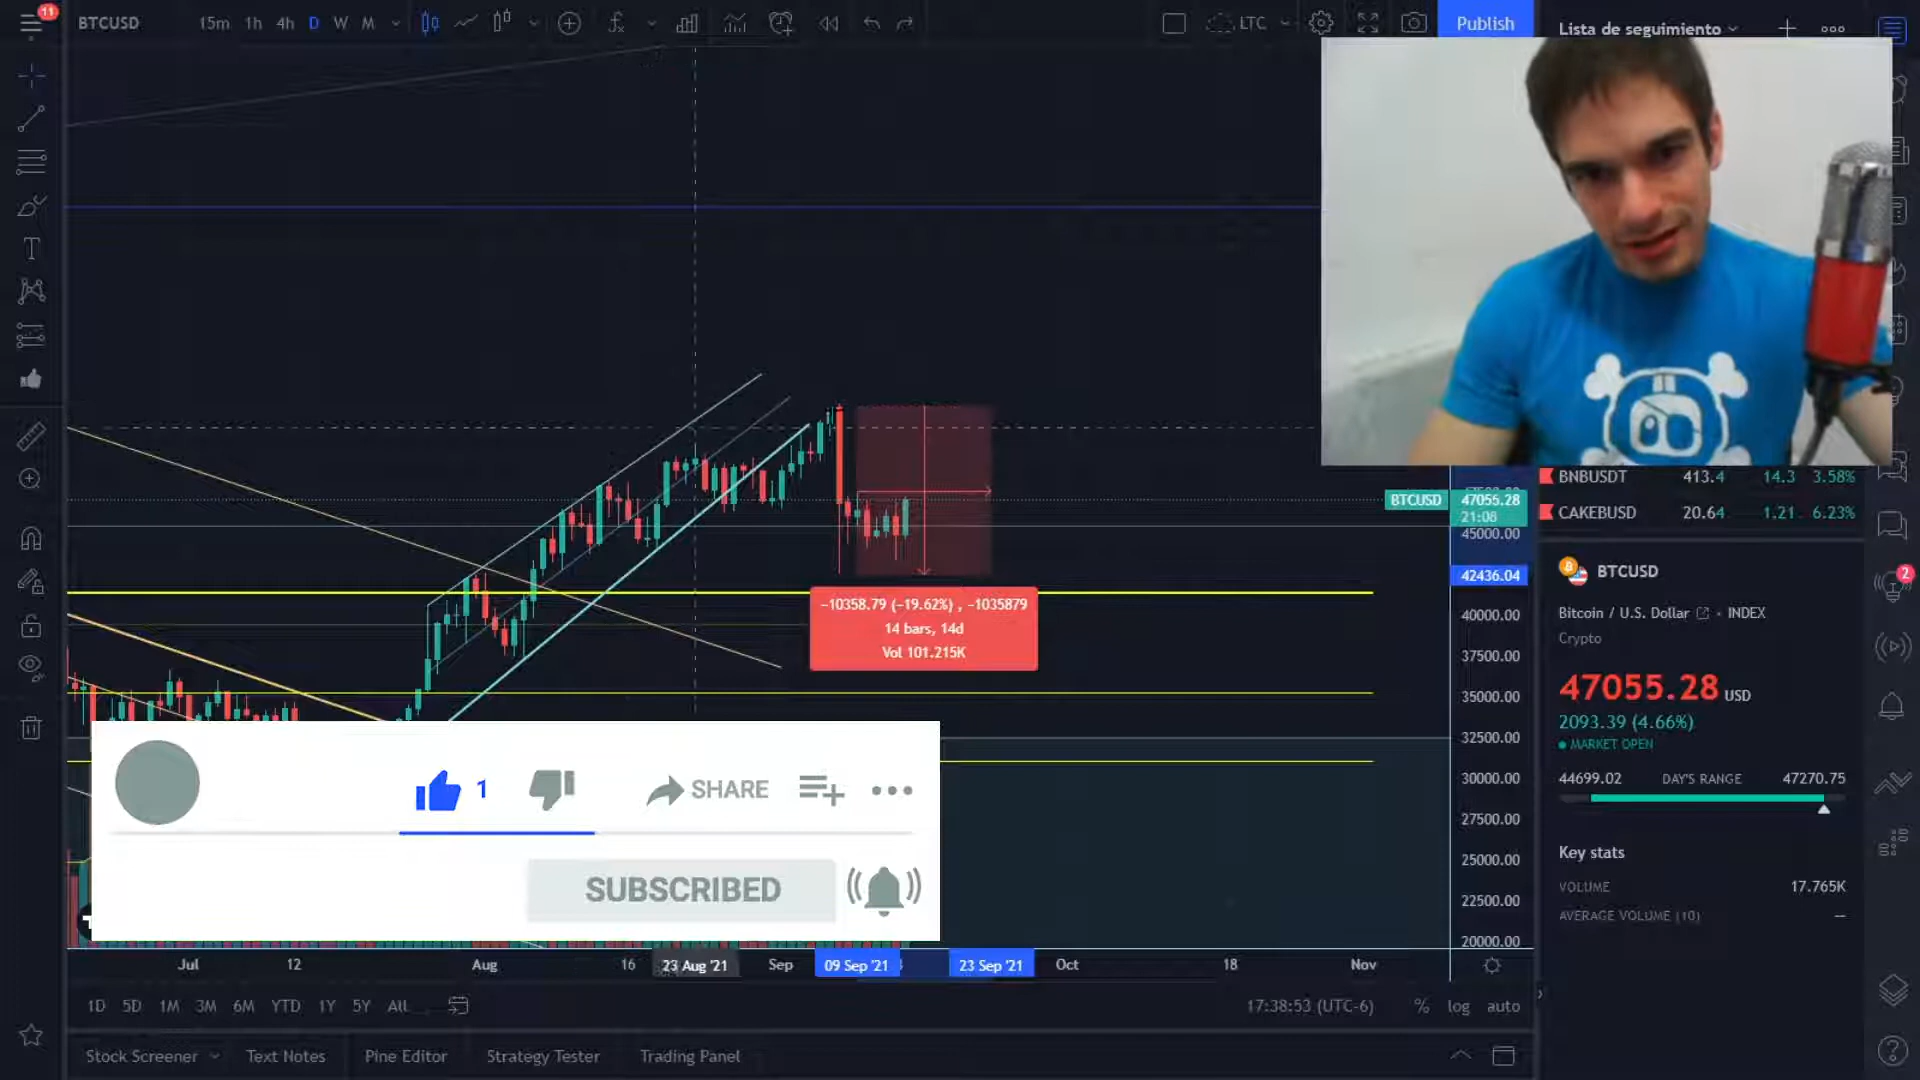 11
BTCUSD
15m 1h 4h D W M
LTC
Publish
Lista de seguimiento
BNBUSDT 413.4 14.3 3.58%
CAKEBUSD 20.64 1.21 6.23%
BTCUSD 47055.28
21:08
45000.00
42436.04
40000.00
37500.00
35000.00
32500.00
30000.00
27500.00
25000.00
22500.00
20000.00
−10358.79 (−19.62%) , −1035879
14 bars, 14d
Vol 101.215K
2
BTCUSD
Bitcoin / U.S. Dollar • INDEX
Crypto
47055.28 USD
2093.39 (4.66%)
MARKET OPEN
44699.02 DAY'S RANGE 47270.75
Key stats
VOLUME 17.765K
AVERAGE VOLUME (10) —
1 SHARE
SUBSCRIBED
Jul 12 Aug 16 23 Aug '21 Sep 09 Sep '21 23 Sep '21 Oct 18 Nov
1D 5D 1M 3M 6M YTD 1Y 5Y All
17:38:53 (UTC-6) % log auto
Stock Screener Text Notes Pine Editor Strategy Tester Trading Panel